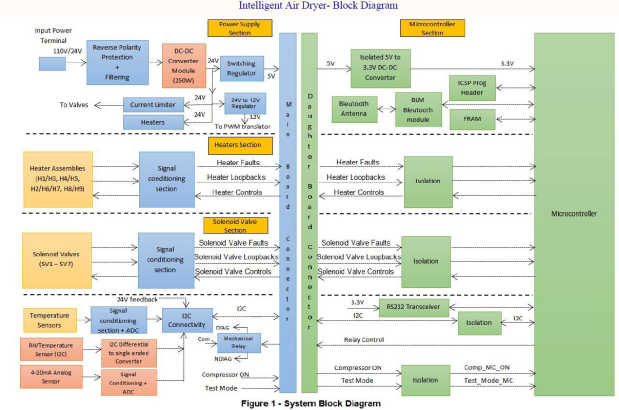 Intelligent Air Dryer- Block Diagram
Power Supply
Section
Microcontroller
Section
Input Power
Terminal
110V/24V
Reverse Polarity
Protection
+
Filtering
DC-DC
Converter
Module
(250W)
24V
Switching
Regulator
5V
To Valves
Current Limiter
24V
Heaters
24V
24V to 12V
Regulator
12V
To PWM translator
5V
Isolated 5V to
3.3V DC-DC
Converter
3.3V
ICSP Prog
Header
Bleutooth
Antenna
BLM
Bleutooth
module
FRAM
Main Board Connector
Daughter Board Connector
Microcontroller
Heaters Section
Heater Assemblies
(H1/H3, H4/H5,
H2/H6/H7, H8/H9)
Signal
conditioning
section
Heater Faults
Heater Loopbacks
Heater Controls
Heater Faults
Heater Loopbacks
Heater Controls
Isolation
Solenoid Valve
Section
Solenoid Valves
(SV1 – SV7)
Signal
conditioning
section
Solenoid Valve Faults
Solenoid Valve Loopbacks
Solenoid Valve Controls
Solenoid Valve Faults
Solenoid Valve Loopbacks
Solenoid Valve Controls
Isolation
24V feedback
Temperature
Sensors
Signal
conditioning
section + ADC
I2C
Connectivity
I2C
RH/Temperature
Sensor (I2C)
I2C Differential
to single ended
Converter
4-20mA Analog
Sensor
Signal
Conditioning +
ADC
DIAG
Com
Mechanical
Relay
NDIAG
Compressor ON
Test Mode
3.3V
RS232 Transceiver
I2C
Isolation
I2C
Relay Control
Compressor ON
Test Mode
Isolation
Comp_MC_ON
Test_Mode_MC
Figure 1 - System Block Diagram